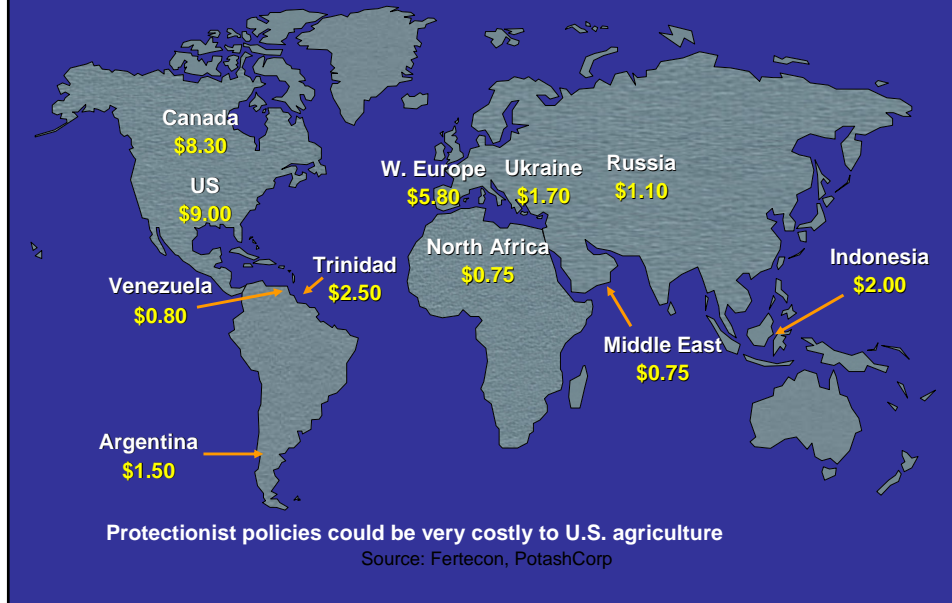 Canada
$8.30
US
$9.00
W. Europe
$5.80
Ukraine
$1.70
Russia
$1.10
North Africa
$0.75
Venezuela
$0.80
Trinidad
$2.50
Indonesia
$2.00
Middle East
$0.75
Argentina
$1.50
Protectionist policies could be very costly to U.S. agriculture
Source: Fertecon, PotashCorp